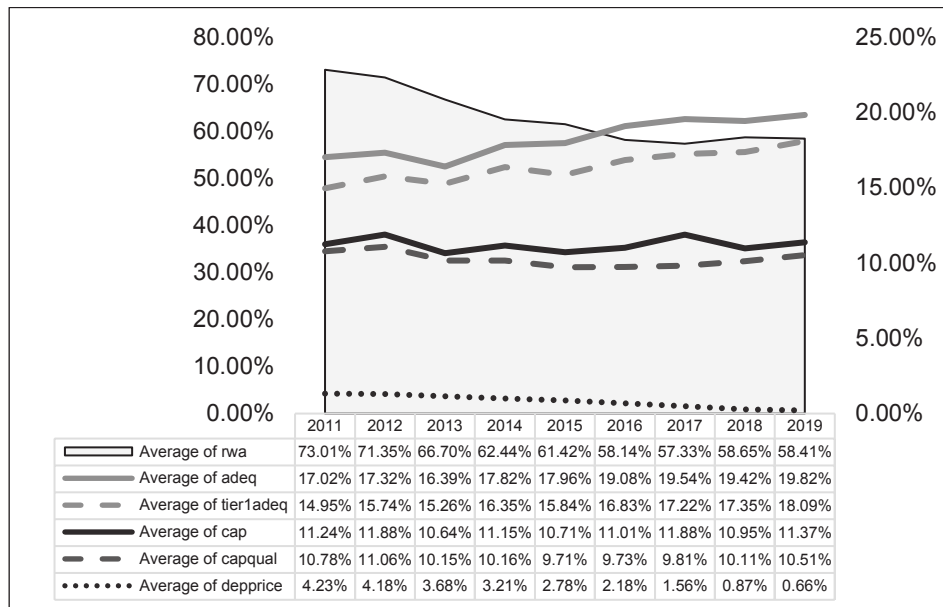 80.00%
70.00%
60.00%
50.00%
40.00%
30.00%
20.00%
10.00%
0.00%
25.00%
20.00%
15.00%
10.00%
5.00%
0.00%
2011 2012 2013 2014 2015 2016 2017 2018 2019
Average of rwa 73.01% 71.35% 66.70% 62.44% 61.42% 58.14% 57.33% 58.65% 58.41%
Average of adeq 17.02% 17.32% 16.39% 17.82% 17.96% 19.08% 19.54% 19.42% 19.82%
Average of tier1adeq 14.95% 15.74% 15.26% 16.35% 15.84% 16.83% 17.22% 17.35% 18.09%
Average of cap 11.24% 11.88% 10.64% 11.15% 10.71% 11.01% 11.88% 10.95% 11.37%
Average of capqual 10.78% 11.06% 10.15% 10.16% 9.71% 9.73% 9.81% 10.11% 10.51%
Average of depprice 4.23% 4.18% 3.68% 3.21% 2.78% 2.18% 1.56% 0.87% 0.66%